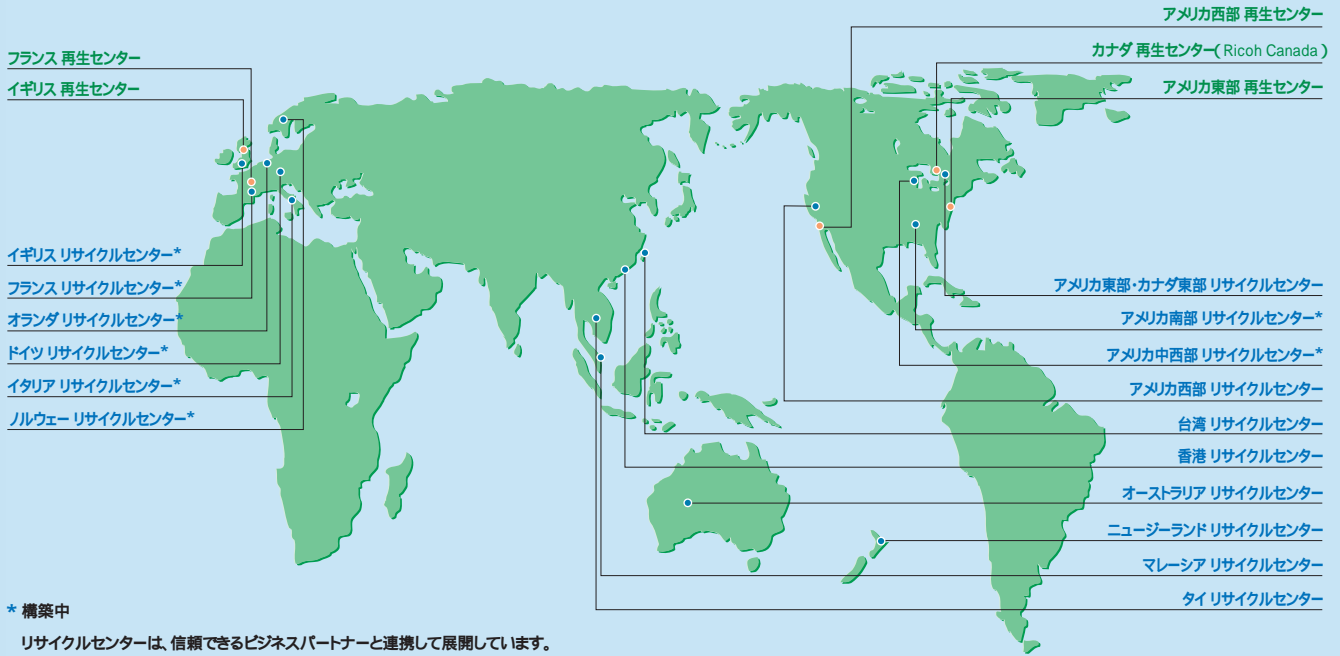 フランス 再生センター
イギリス 再生センター
イギリス リサイクルセンター*
フランス リサイクルセンター*
オランダ リサイクルセンター*
ドイツ リサイクルセンター*
イタリア リサイクルセンター*
ノルウェー リサイクルセンター*
アメリカ西部 再生センター
カナダ 再生センター(Ricoh Canada)
アメリカ東部 再生センター
アメリカ東部・カナダ東部 リサイクルセンター
アメリカ南部 リサイクルセンター*
アメリカ中西部 リサイクルセンター*
アメリカ西部 リサイクルセンター
台湾 リサイクルセンター
香港 リサイクルセンター
オーストラリア リサイクルセンター
ニュージーランド リサイクルセンター
マレーシア リサイクルセンター
タイ リサイクルセンター
* 構築中
リサイクルセンターは、信頼できるビジネスパートナーと連携して展開しています。